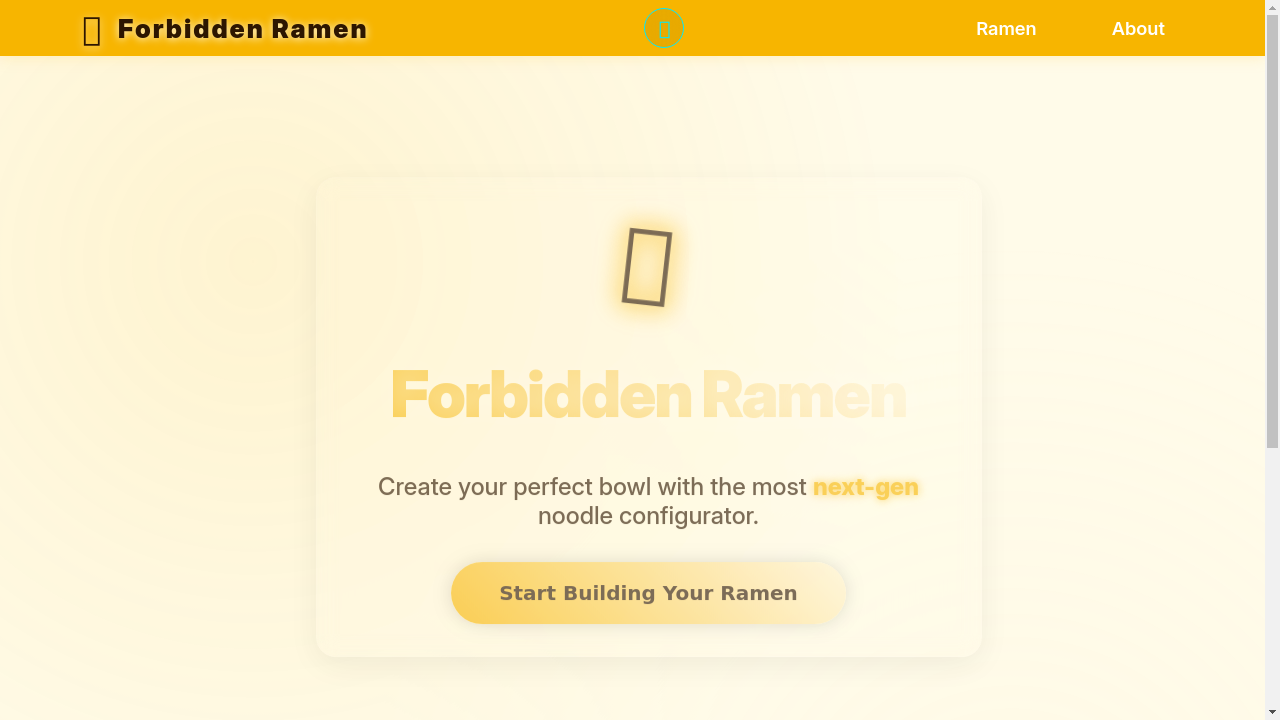 Forbidden Ramen
Ramen
About
Forbidden Ramen
Create your perfect bowl with the most next-gen
noodle configurator.
Start Building Your Ramen